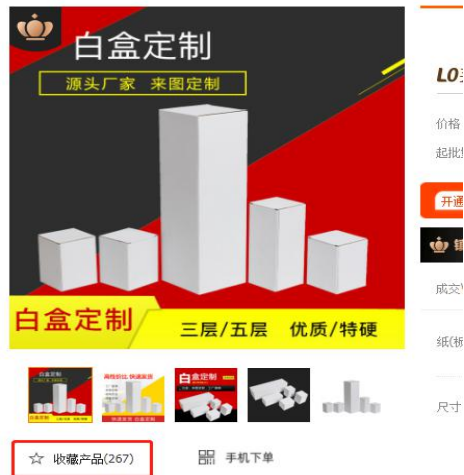 白盒定制
源头厂家 来图定制
白盒定制
三层/五层 优质/特硬
收藏产品(267)
手机下单
LO
价格
起批
开通
成交
纸(板
尺寸